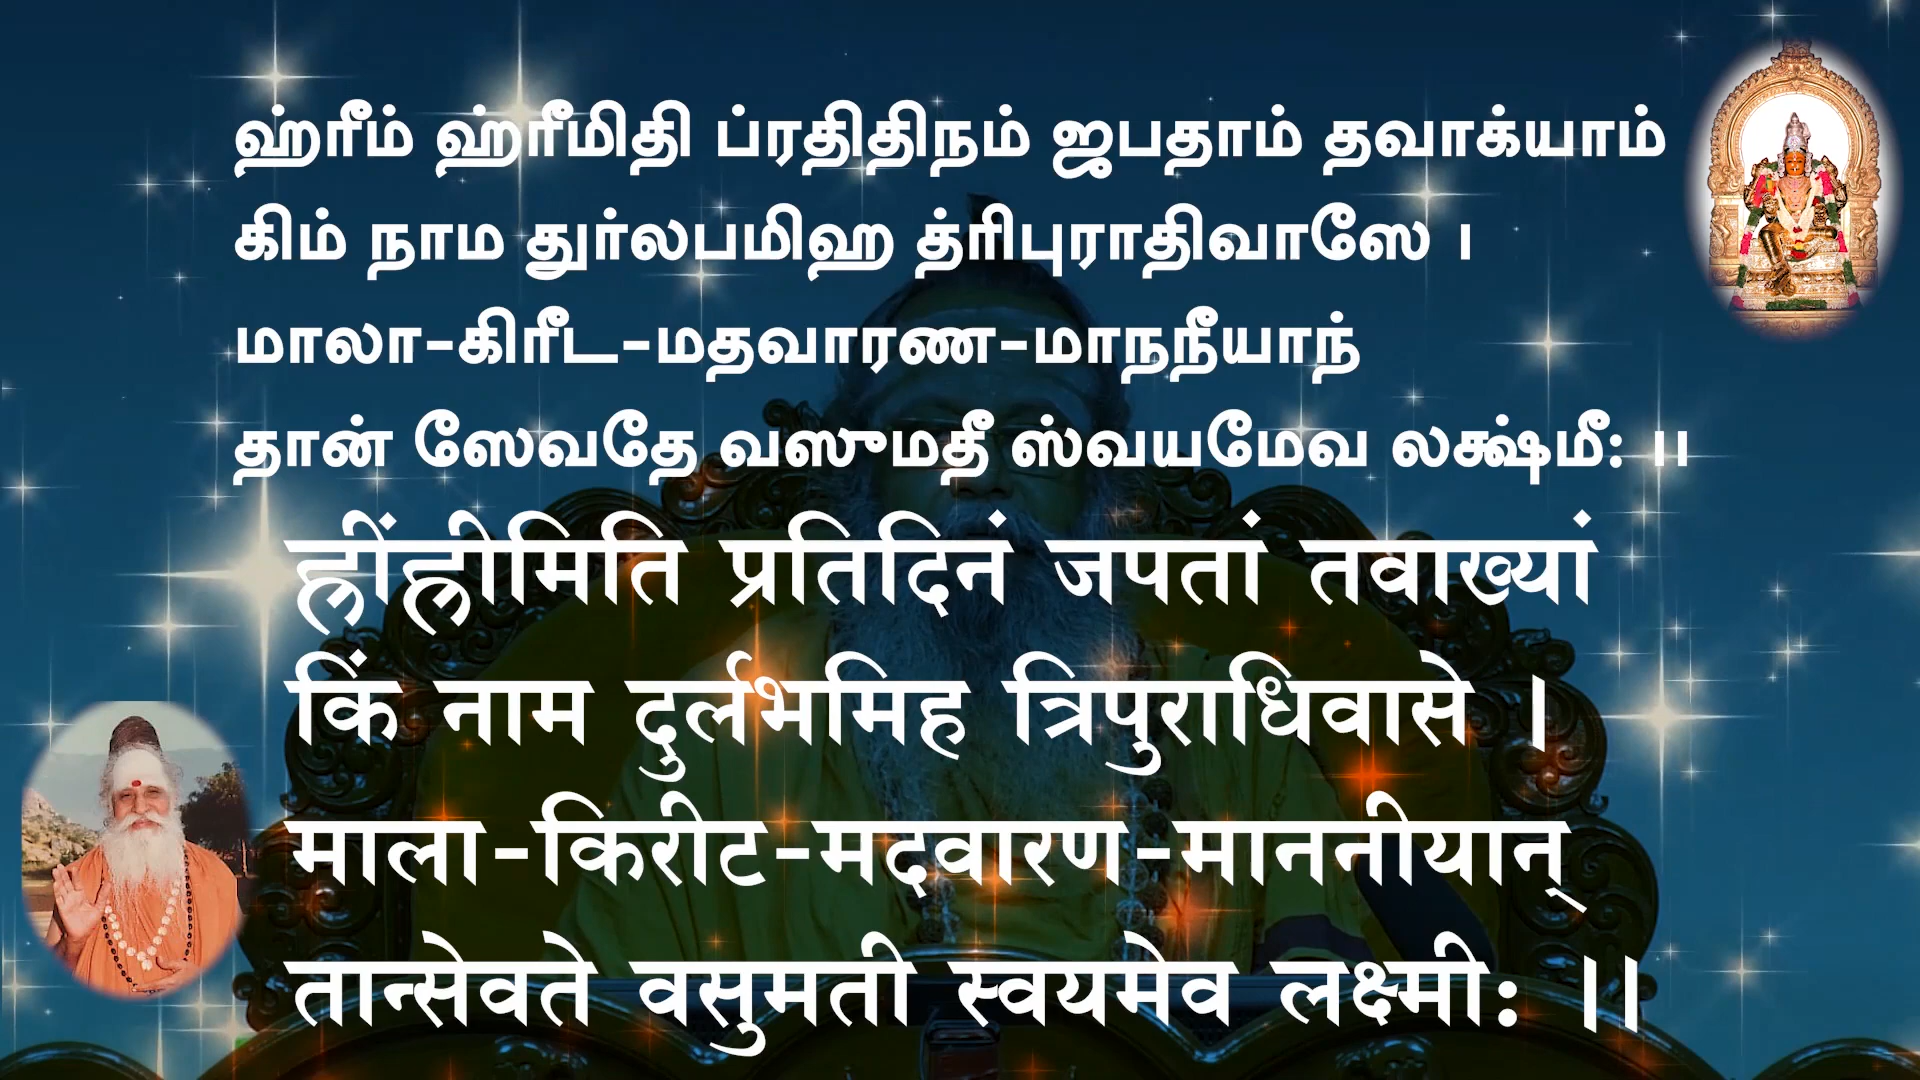 ஹ்ரீம் ஹ்ரீமிதி ப்ரதிதிநம் ஜபதாம் தவாக்யாம்
கிம் நாம துர்லபமிஹ த்ரிபுராதிவாஸே ।
மாலா-கிரீட-மதவாரண-மாநநீயாந்
தான் ஸேவதே வஸுமதீ ஸ்வயமேவ லக்ஷ்மீ: ।।
ह्रींह्रीमिति प्रतिदिनं जपतां तवाख्यां
किं नाम दुर्लभमिह त्रिपुराधिवासे ।
माला-किरीट-मदवारण-माननीयान्
तान्सेवते वसुमती स्वयमेव लक्ष्मी: ।।